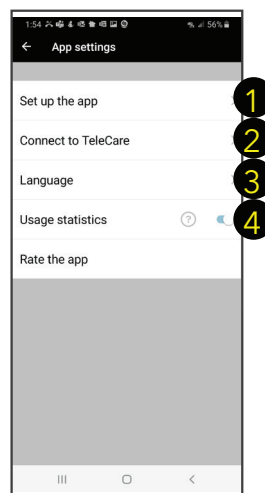 1:54 56%
App settings
Set up the app 1
Connect to TeleCare 2
Language 3
Usage statistics ? 4
Rate the app